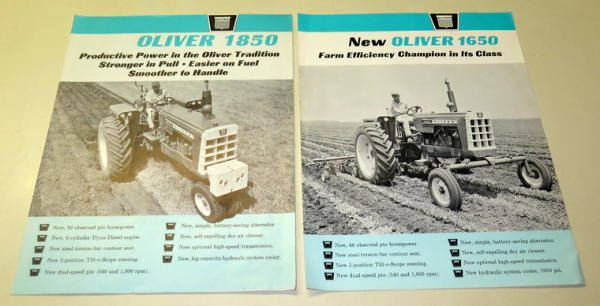 OLIVER 1850
Productive Power in the Oliver Tradition
Stronger in Pull • Easier on Fuel
Smoother to Handle
New, 92 observed pto horsepower.
New, 6-cylinder Dyna-Diesel engine.
New sized-torsion-bar contour seat.
New 2-position Tilt-o-Scope steering.
New dual-speed pto (540 and 1,000 rpm).
New, simple, battery-saving alternator.
New, self-expelling dry air cleaner.
New optional high-speed transmission.
New, big-capacity hydraulic system cooler.
New OLIVER 1650
Farm Efficiency Champion in Its Class
OLIVER
New, 66 observed pto horsepower.
New sized-torsion-bar contour seat.
New 2-position Tilt-o-Scope steering.
New dual-speed pto (540 and 1,000 rpm).
New, simple, battery-saving alternator.
New, self-expelling dry air cleaner.
New optional high-speed transmission.
New hydraulic system cooler, 1950 psi.